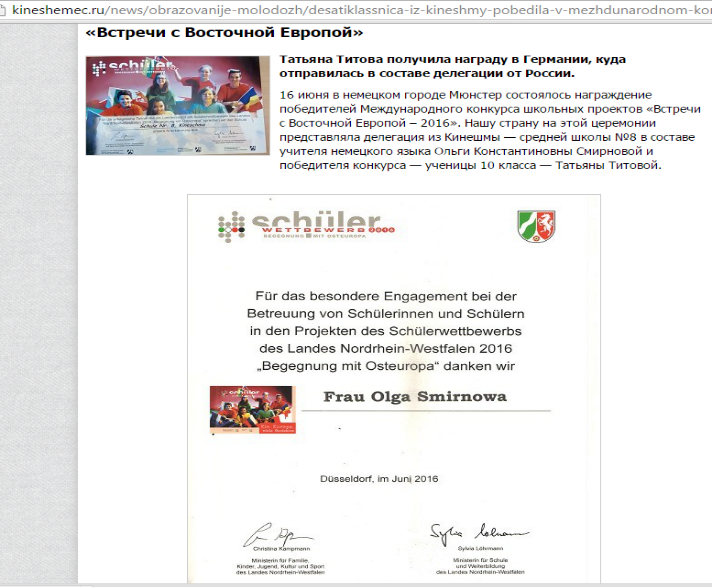 kineshemec.ru/news/obrazovanije-molodozh/desatiklassnica-iz-kineshmy-pobedila-v-mezhdunarodnom-kon
«Встречи с Восточной Европой»
schüler
Татьяна Титова получила награду в Германии, куда
отправилась в составе делегации от России.
16 июня в немецком городе Мюнстер состоялось награждение
победителей Международного конкурса школьных проектов «Встречи
с Восточной Европой – 2016». Нашу страну на этой церемонии
представляла делегация из Кинешмы — средней школы №8 в составе
учителя немецкого языка Ольги Константиновны Смирновой и
победителя конкурса — ученицы 10 класса — Татьяны Титовой.
schüler
WETTBEWERB
BEGEGNUNG MIT OSTEUROPA
Für das besondere Engagement bei der
Betreuung von Schülerinnen und Schülern
in den Projekten des Schülerwettbewerbs
des Landes Nordrhein-Westfalen 2016
„Begegnung mit Osteuropa“ danken wir
schüler
Frau Olga Smirnowa
Düsseldorf, im Juni 2016
Christina Kampmann
Ministerin für Familie,
Kinder, Jugend, Kultur und Sport
des Landes Nordrhein-Westfalen
Sylvia Löhrmann
Ministerin für Schule
und Weiterbildung
des Landes Nordrhein-Westfalen